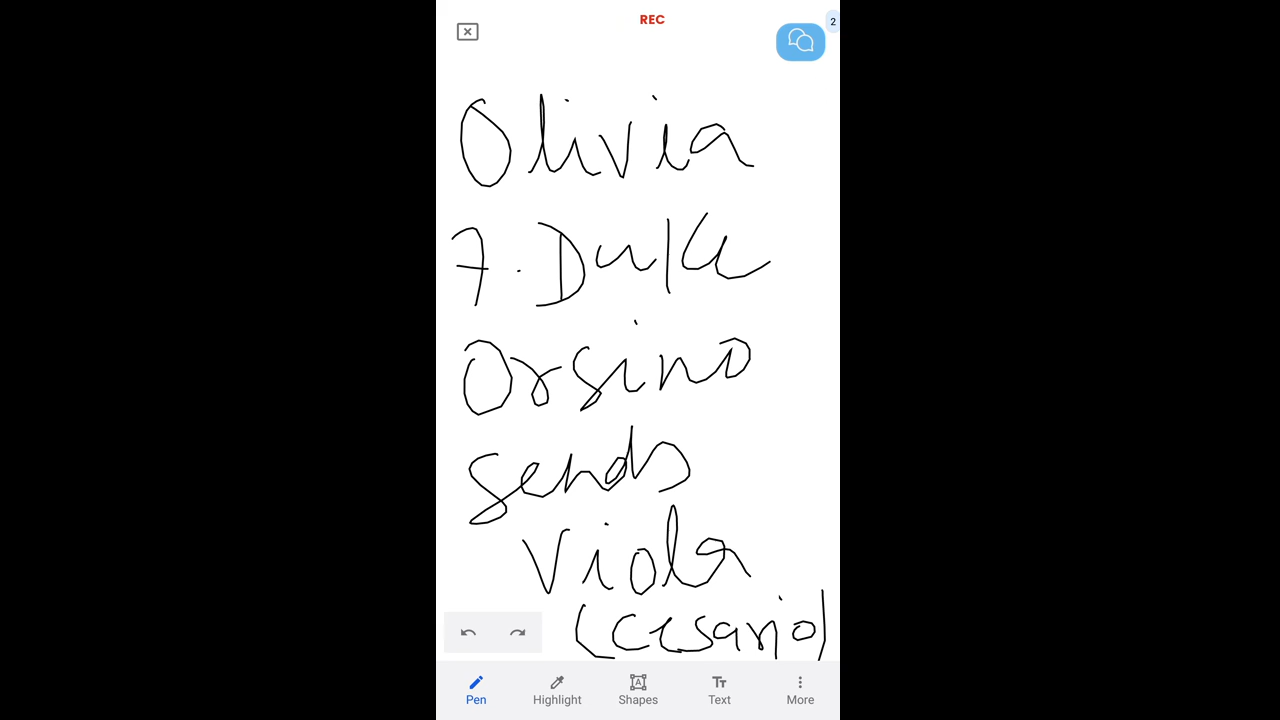 REC
2
Olivia
7. Duke
Orsino
sends
Viola
(Cesario)
Pen
Highlight
Shapes
Text
More